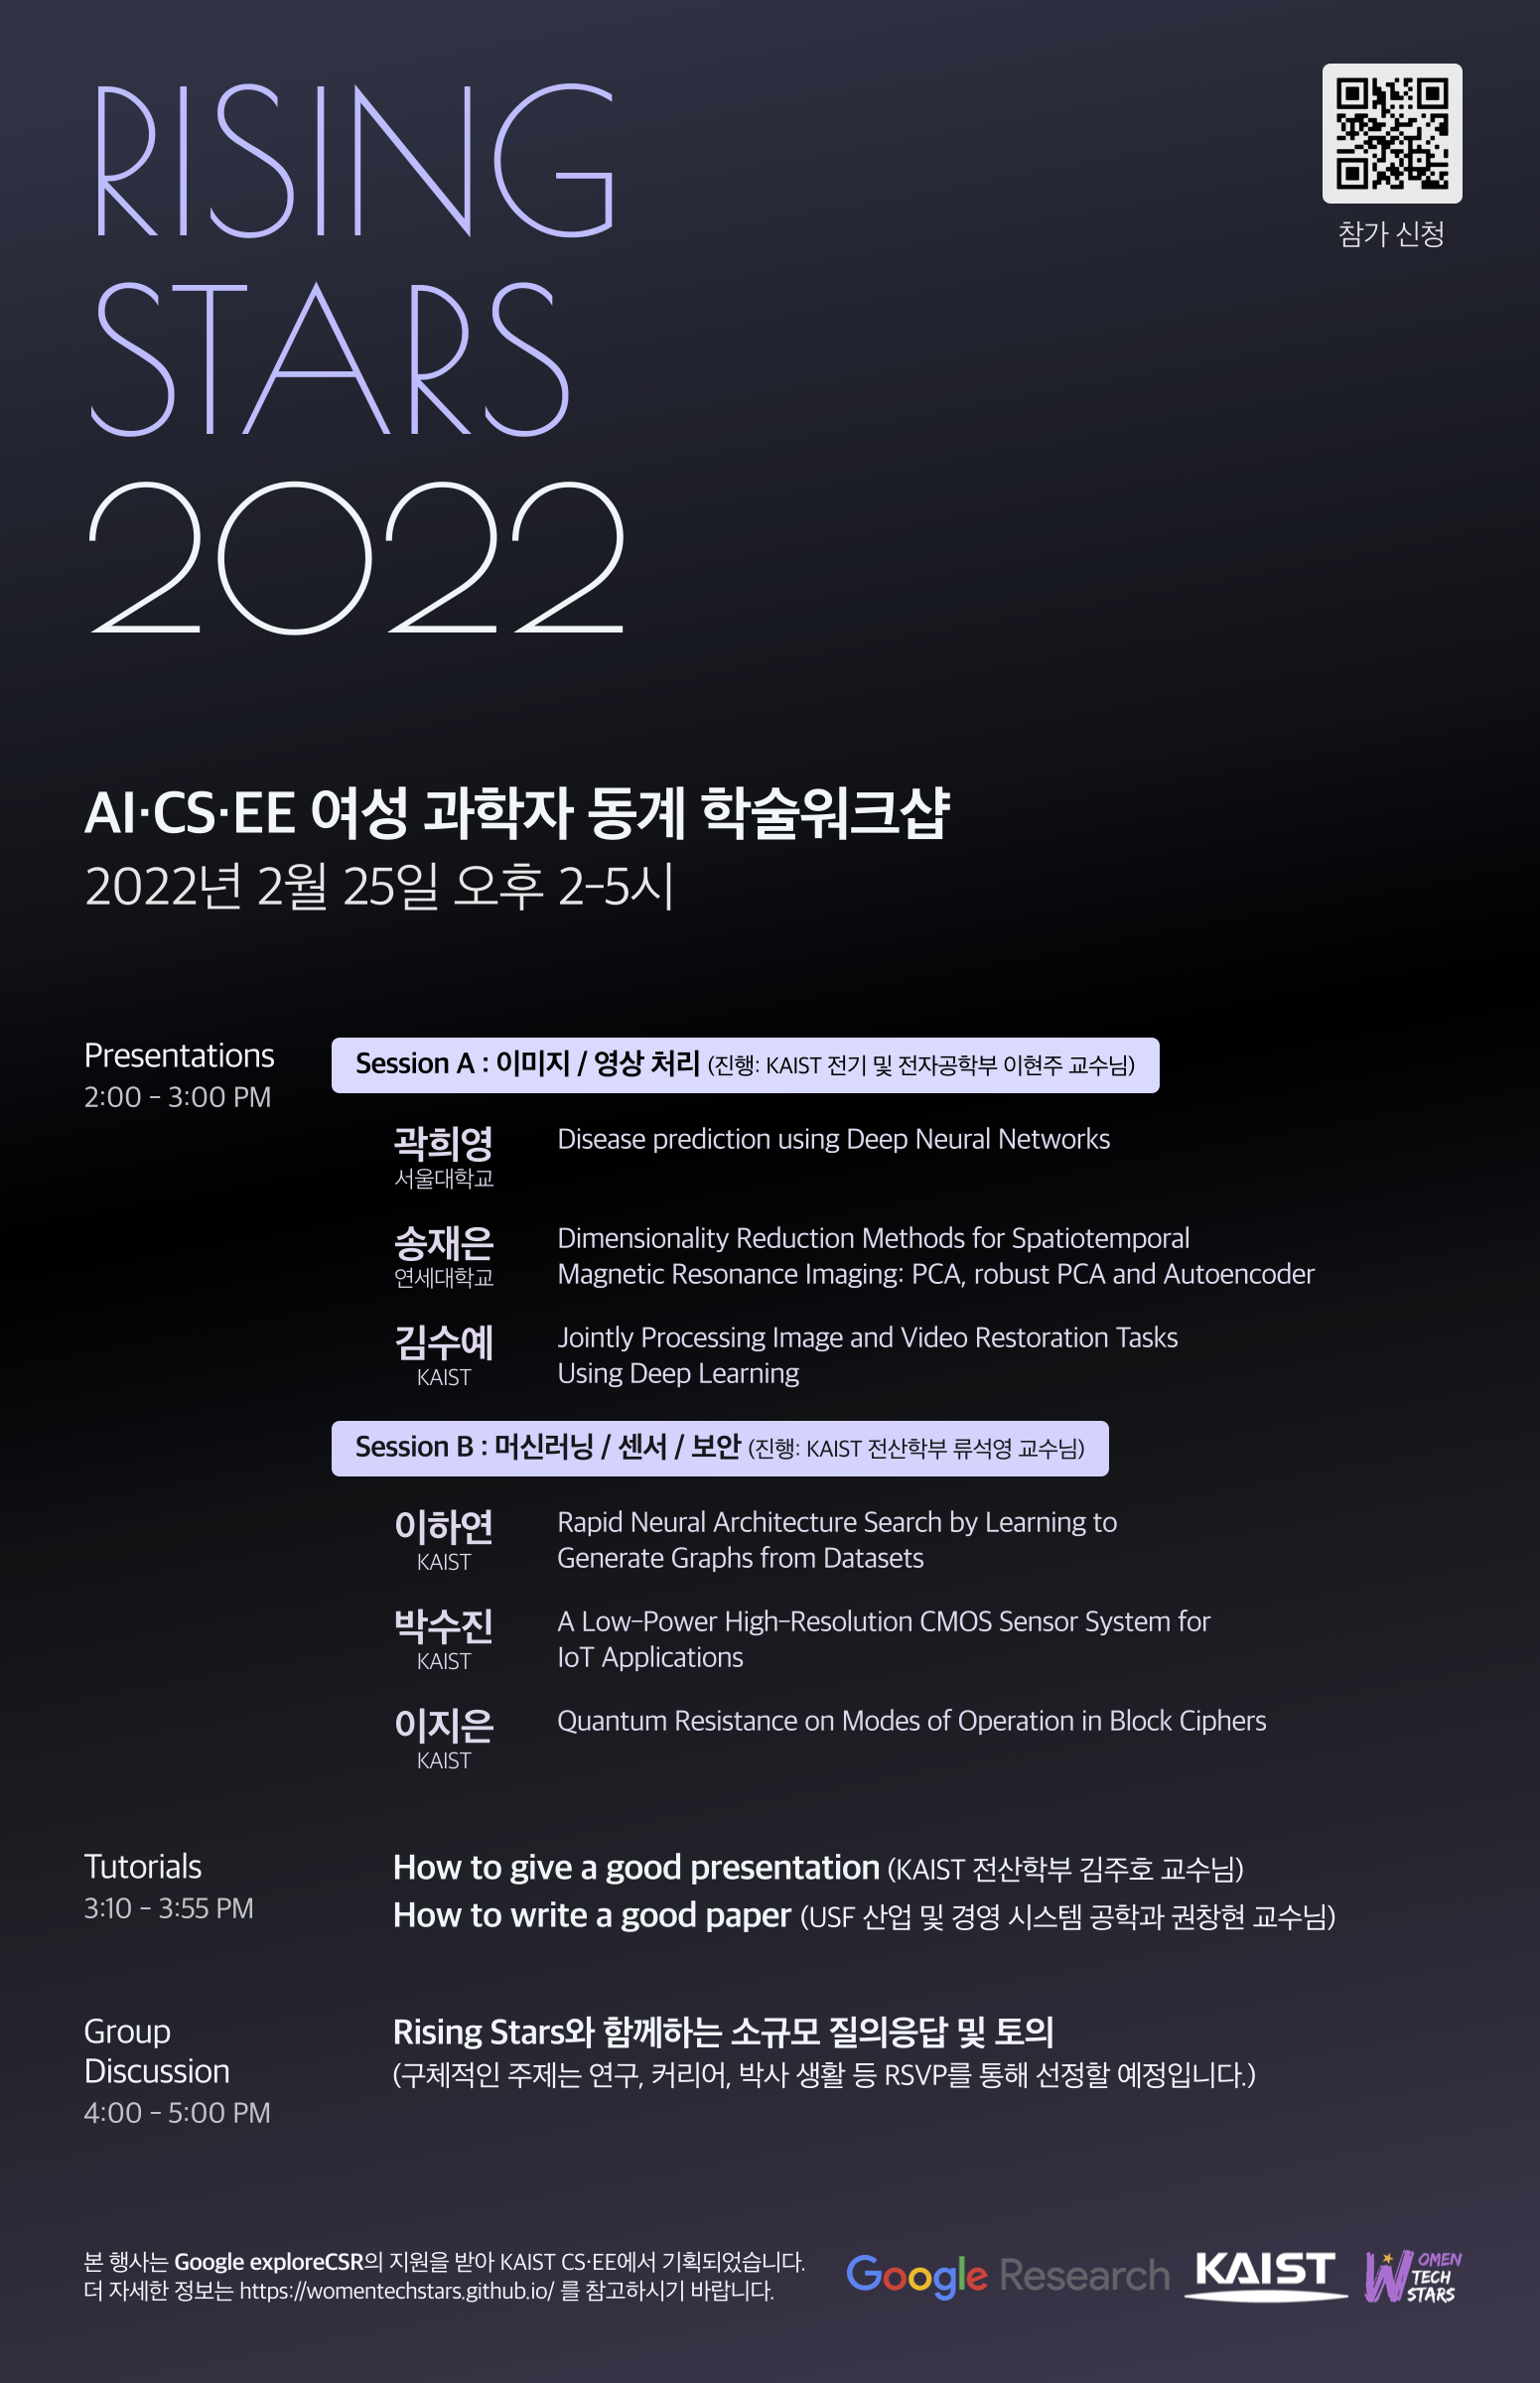 RISING
STARS
2022
참가 신청
AI·CS·EE 여성 과학자 동계 학술워크샵
2022년 2월 25일 오후 2-5시
Presentations
2:00 - 3:00 PM
Session A : 이미지 / 영상 처리 (진행: KAIST 전기 및 전자공학부 이현주 교수님)
곽희영
서울대학교
Disease prediction using Deep Neural Networks
송재은
연세대학교
Dimensionality Reduction Methods for Spatiotemporal
Magnetic Resonance Imaging: PCA, robust PCA and Autoencoder
김수예
KAIST
Jointly Processing Image and Video Restoration Tasks
Using Deep Learning
Session B : 머신러닝 / 센서 / 보안 (진행: KAIST 전산학부 류석영 교수님)
이하연
KAIST
Rapid Neural Architecture Search by Learning to
Generate Graphs from Datasets
박수진
KAIST
A Low-Power High-Resolution CMOS Sensor System for
IoT Applications
이지은
KAIST
Quantum Resistance on Modes of Operation in Block Ciphers
Tutorials
3:10 - 3:55 PM
How to give a good presentation (KAIST 전산학부 김주호 교수님)
How to write a good paper (USF 산업 및 경영 시스템 공학과 권창현 교수님)
Group
Discussion
4:00 - 5:00 PM
Rising Stars와 함께하는 소규모 질의응답 및 토의
(구체적인 주제는 연구, 커리어, 박사 생활 등 RSVP를 통해 선정할 예정입니다.)
본 행사는 Google exploreCSR의 지원을 받아 KAIST CS·EE에서 기획되었습니다.
더 자세한 정보는 https://womentechstars.github.io/ 를 참고하시기 바랍니다.
Google Research
KAIST
WOMEN
TECH
STARS